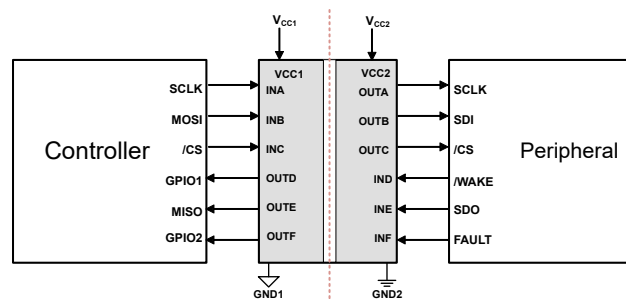 VCC1 VCC2
VCC1 VCC2
SCLK INA OUTA SCLK
MOSI INB OUTB SDI
Controller /CS INC OUTC /CS Peripheral
GPIO1 OUTD IND /WAKE
MISO OUTE INE SDO
GPIO2 OUTF INF FAULT
GND1 GND2